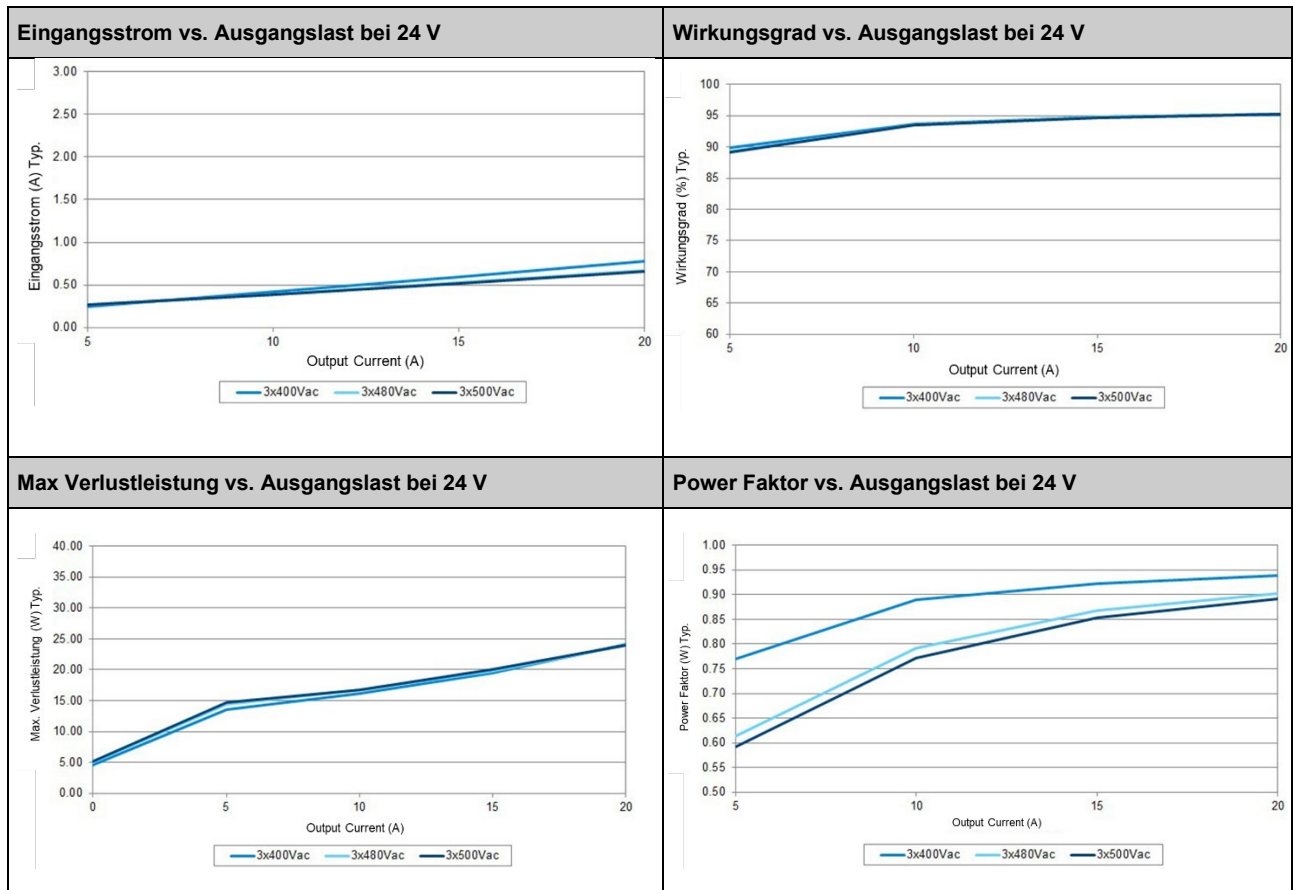 Eingangsstrom vs. Ausgangslast bei 24 V
3.00
2.50
2.00
1.50
1.00
0.50
0.00
Eingangsstrom (A) Typ.
5 10 15 20
Output Current (A)
3x400Vac 3x480Vac 3x500Vac
Wirkungsgrad vs. Ausgangslast bei 24 V
100
95
90
85
80
75
70
65
60
Wirkungsgrad (%) Typ.
5 10 15 20
Output Current (A)
3x400Vac 3x480Vac 3x500Vac
Max Verlustleistung vs. Ausgangslast bei 24 V
40.00
35.00
30.00
25.00
20.00
15.00
10.00
5.00
0.00
Max. Verlustleistung (W) Typ.
0 5 10 15 20
Output Current (A)
3x400Vac 3x480Vac 3x500Vac
Power Faktor vs. Ausgangslast bei 24 V
1.00
0.95
0.90
0.85
0.80
0.75
0.70
0.65
0.60
0.55
0.50
Power Faktor (W) Typ.
5 10 15 20
Output Current (A)
3x400Vac 3x480Vac 3x500Vac